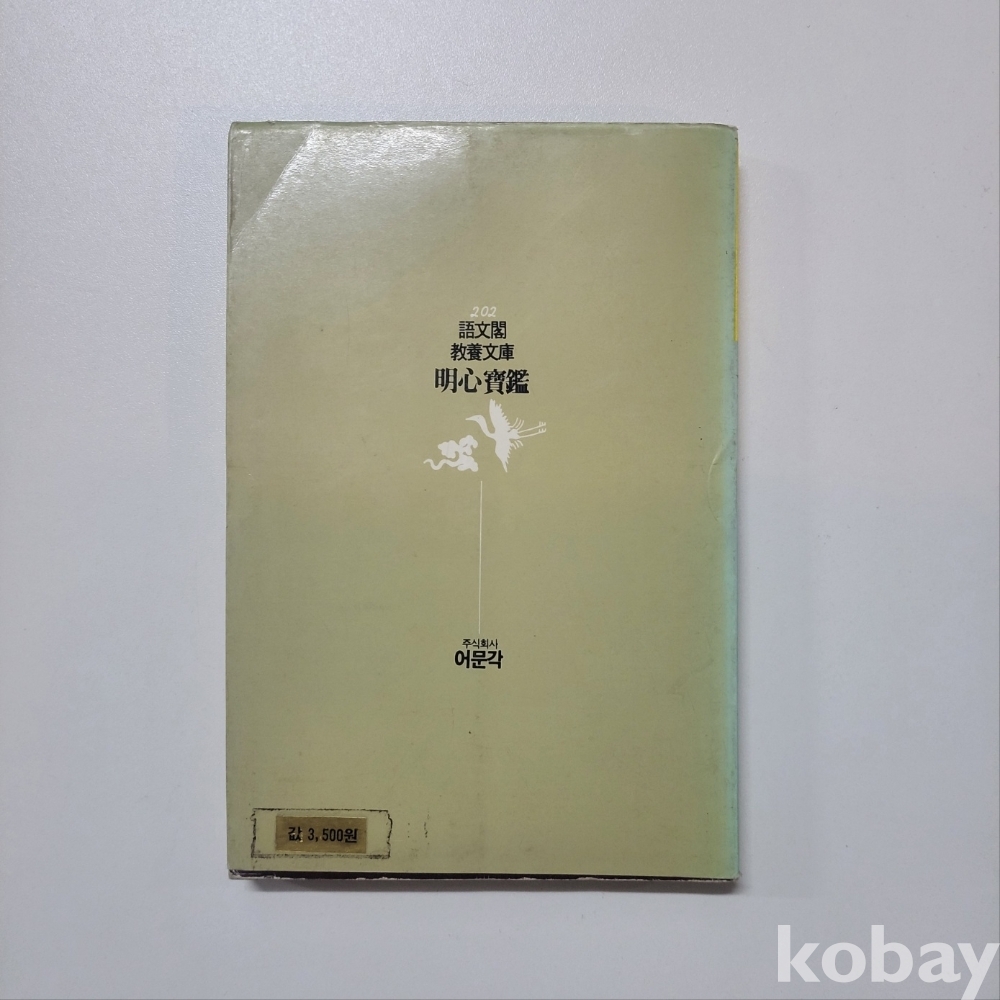 202
語文閣
敎養文庫
明心寶鑑
주식회사
어문각
값 3,500원
kobay